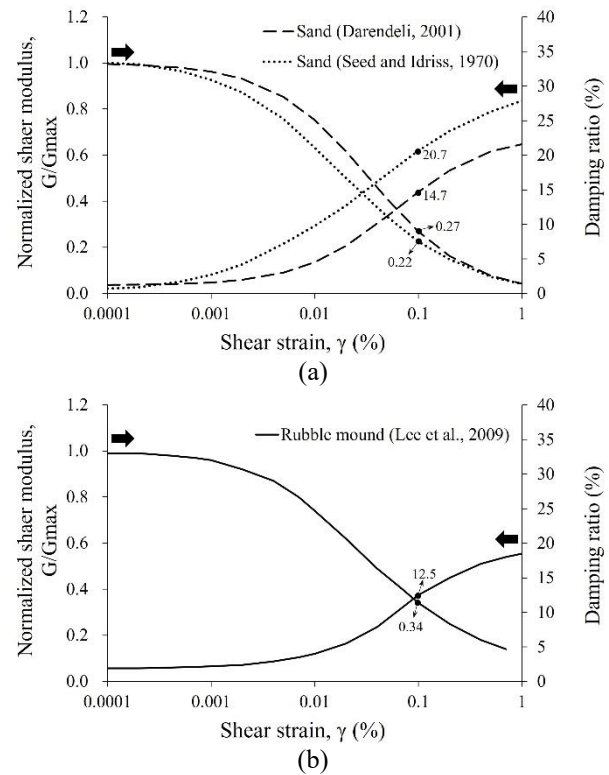 1.2
1.0
0.8
0.6
0.4
0.2
0.0
Normalized shaer modulus,
G/Gmax
Sand (Darendeli, 2001)
Sand (Seed and Idriss, 1970)
20.7
14.7
0.27
0.22
40
35
30
25
20
15
10
5
0
Damping ratio (%)
0.0001 0.001 0.01 0.1 1
Shear strain, γ (%)
(a)
1.2
1.0
0.8
0.6
0.4
0.2
0.0
Normalized shaer modulus,
G/Gmax
Rubble mound (Lee et al., 2009)
12.5
0.34
40
35
30
25
20
15
10
5
0
Damping ratio (%)
0.0001 0.001 0.01 0.1 1
Shear strain, γ (%)
(b)